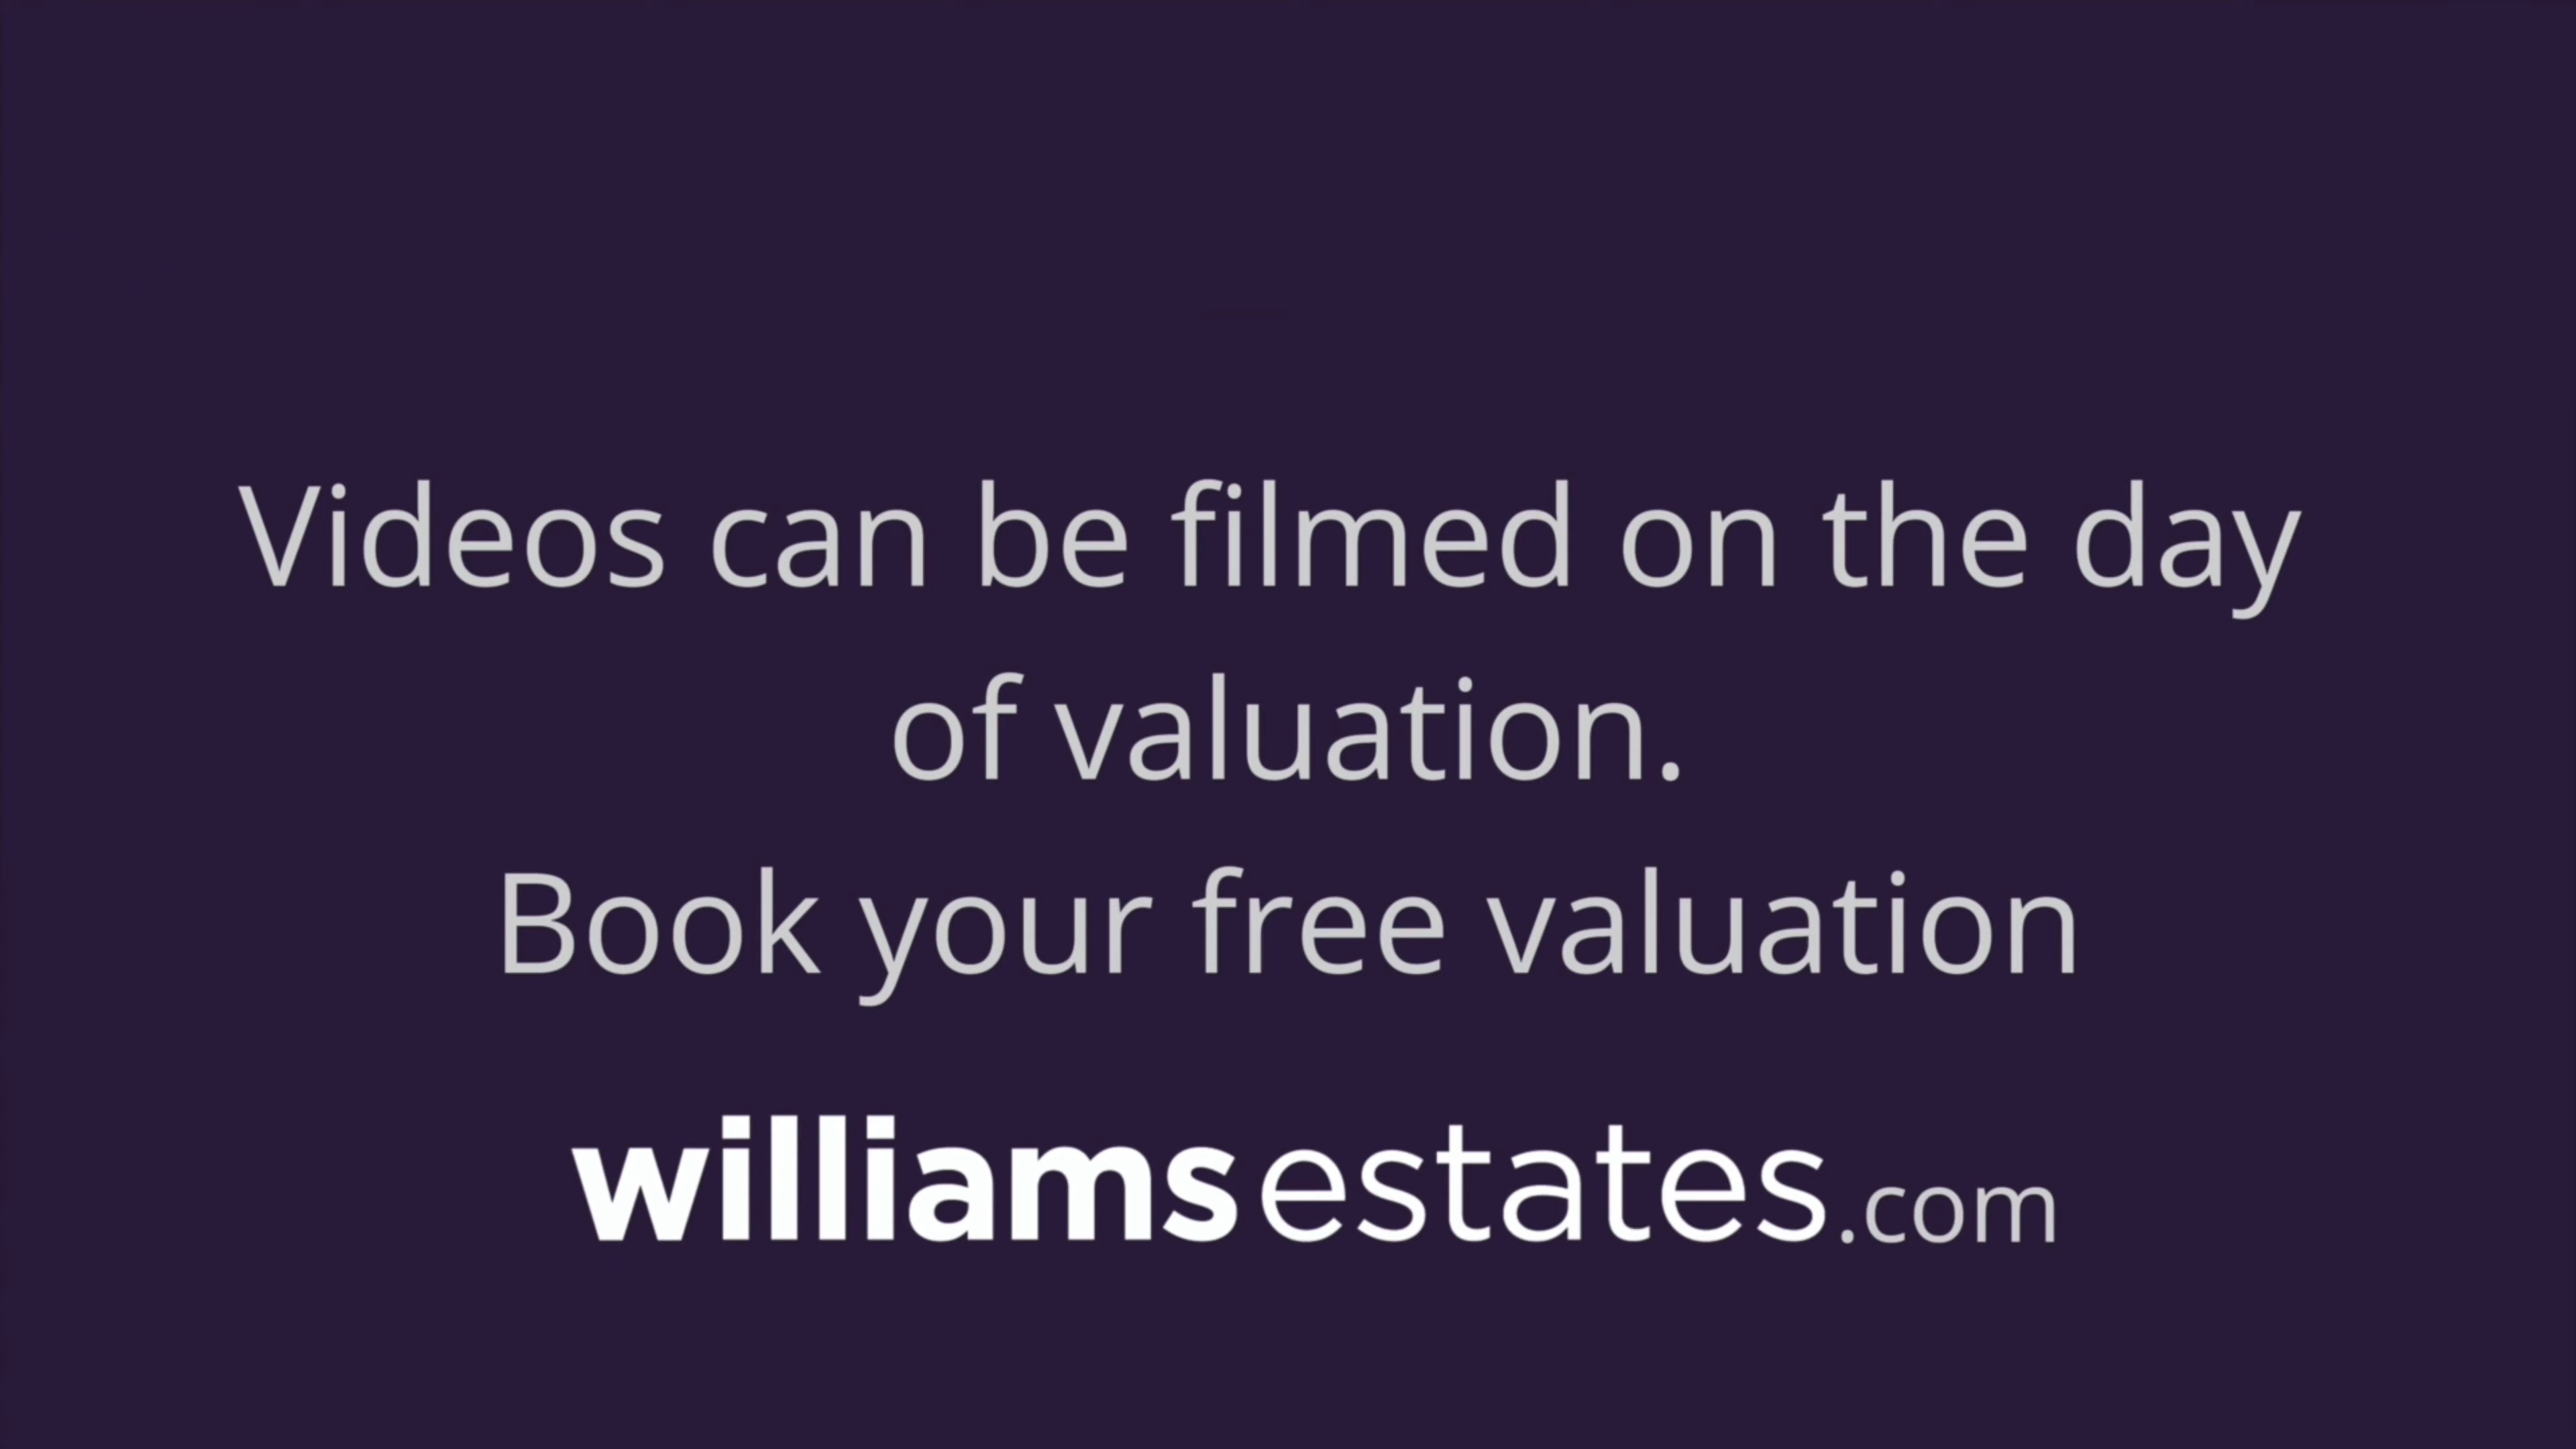 Videos can be filmed on the day
of valuation.
Book your free valuation
williamsestates.com